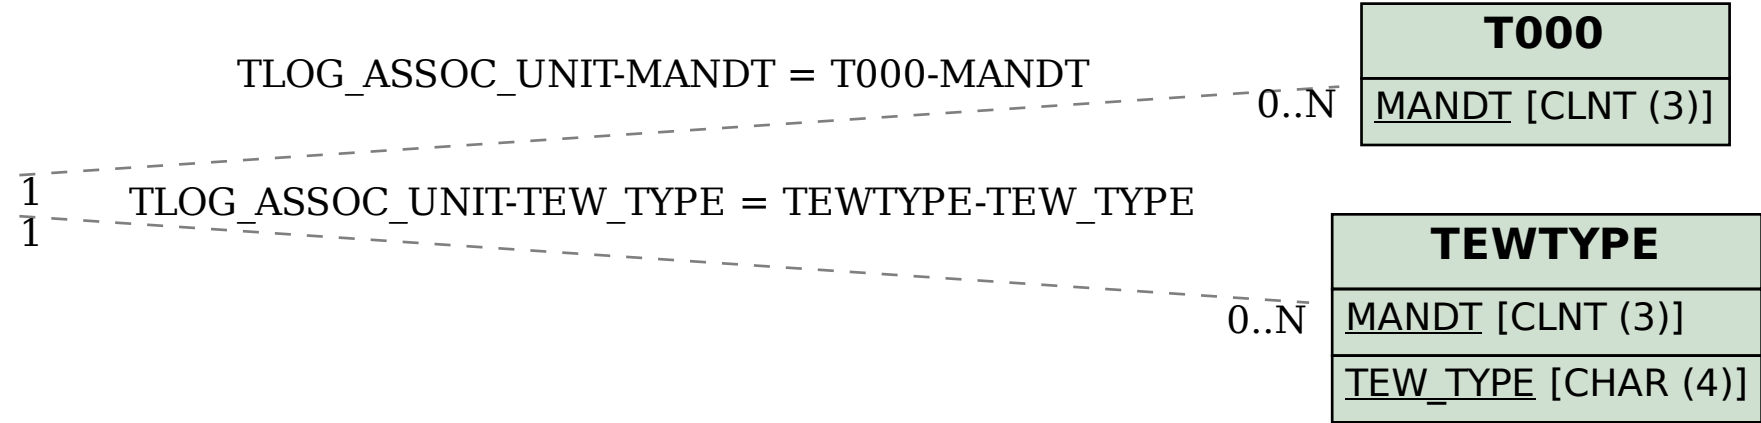 T000
TLOG_ASSOC_UNIT-MANDT = T000-MANDT
0..N
MANDT [CLNT (3)]
1
TLOG_ASSOC_UNIT-TEW_TYPE = TEWTYPE-TEW_TYPE
1
TEWTYPE
0..N
MANDT [CLNT (3)]
TEW_TYPE [CHAR (4)]